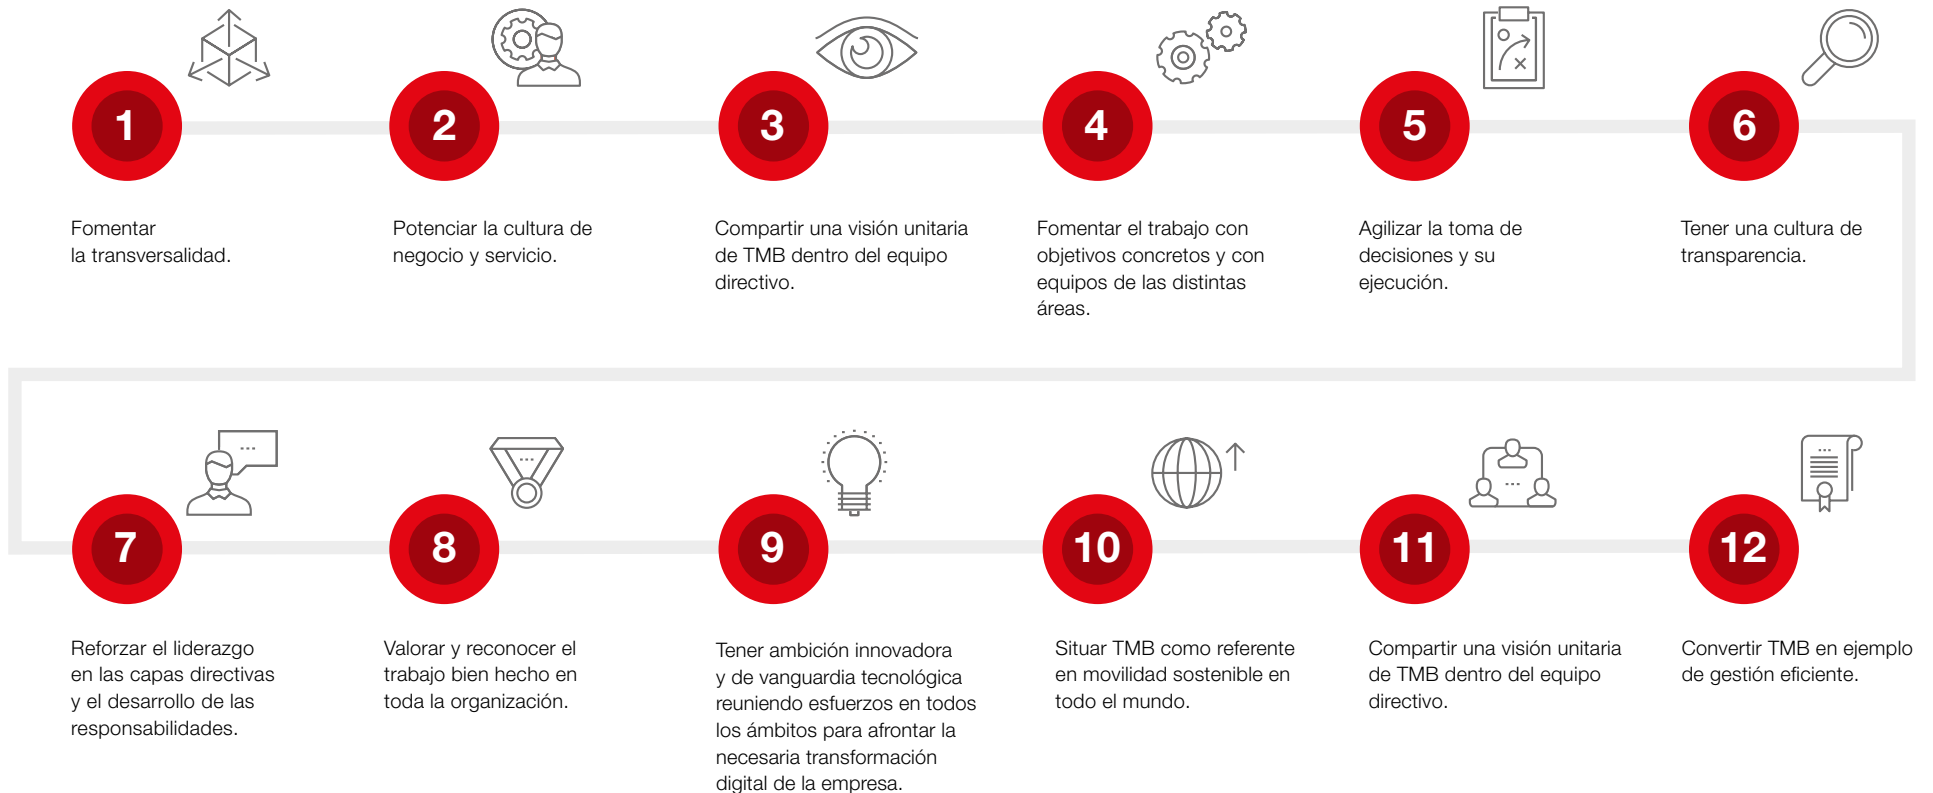 1
Fomentar
la transversalidad.
2
Potenciar la cultura de
negocio y servicio.
3
Compartir una visión unitaria
de TMB dentro del equipo
directivo.
4
Fomentar el trabajo con
objetivos concretos y con
equipos de las distintas
áreas.
5
Agilizar la toma de
decisiones y su
ejecución.
6
Tener una cultura de
transparencia.
7
Reforzar el liderazgo
en las capas directivas
y el desarrollo de las
responsabilidades.
8
Valorar y reconocer el
trabajo bien hecho en
toda la organización.
9
Tener ambición innovadora
y de vanguardia tecnológica
reuniendo esfuerzos en todos
los ámbitos para afrontar la
necesaria transformación
digital de la empresa.
10
Situar TMB como referente
en movilidad sostenible en
todo el mundo.
11
Compartir una visión unitaria
de TMB dentro del equipo
directivo.
12
Convertir TMB en ejemplo
de gestión eficiente.